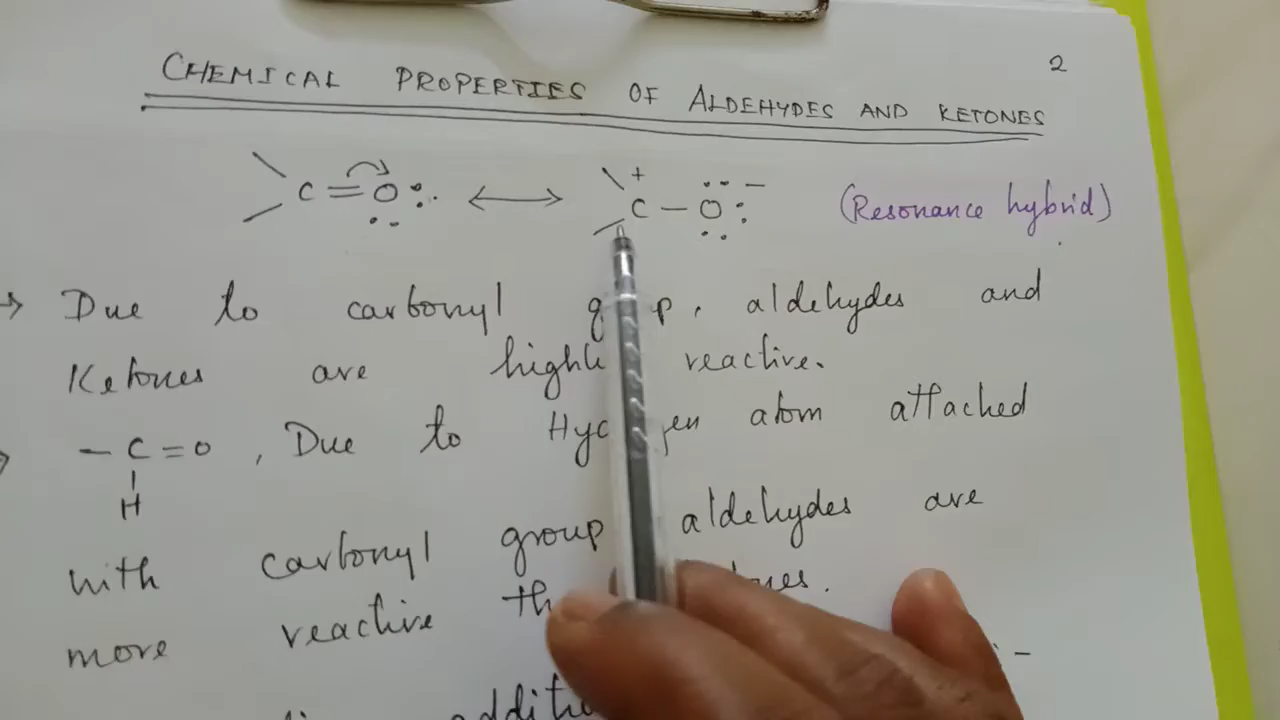 2
CHEMICAL PROPERTIES OF ALDEHYDES AND KETONES
C=O: ⟷ C⁺—O:⁻ (Resonance hybrid)
→ Due to carbonyl aldehydes and
Ketones are reactive.
—C=O, Due to atom attached
H
with carbonyl group aldehydes are
more reactive